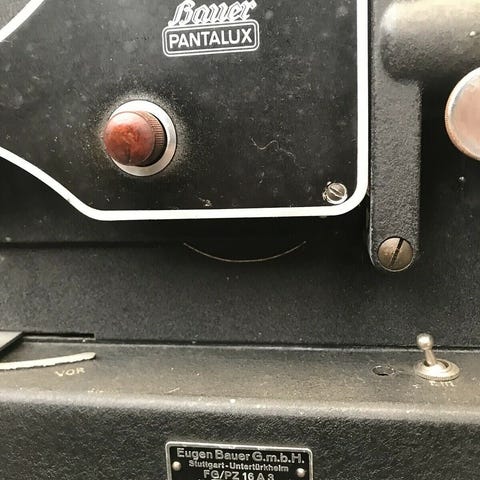 Bauer
PANTALUX
VOR
Eugen Bauer G.m.b.H.
Stuttgart-Untertürkheim
FG/PZ 16 A 3